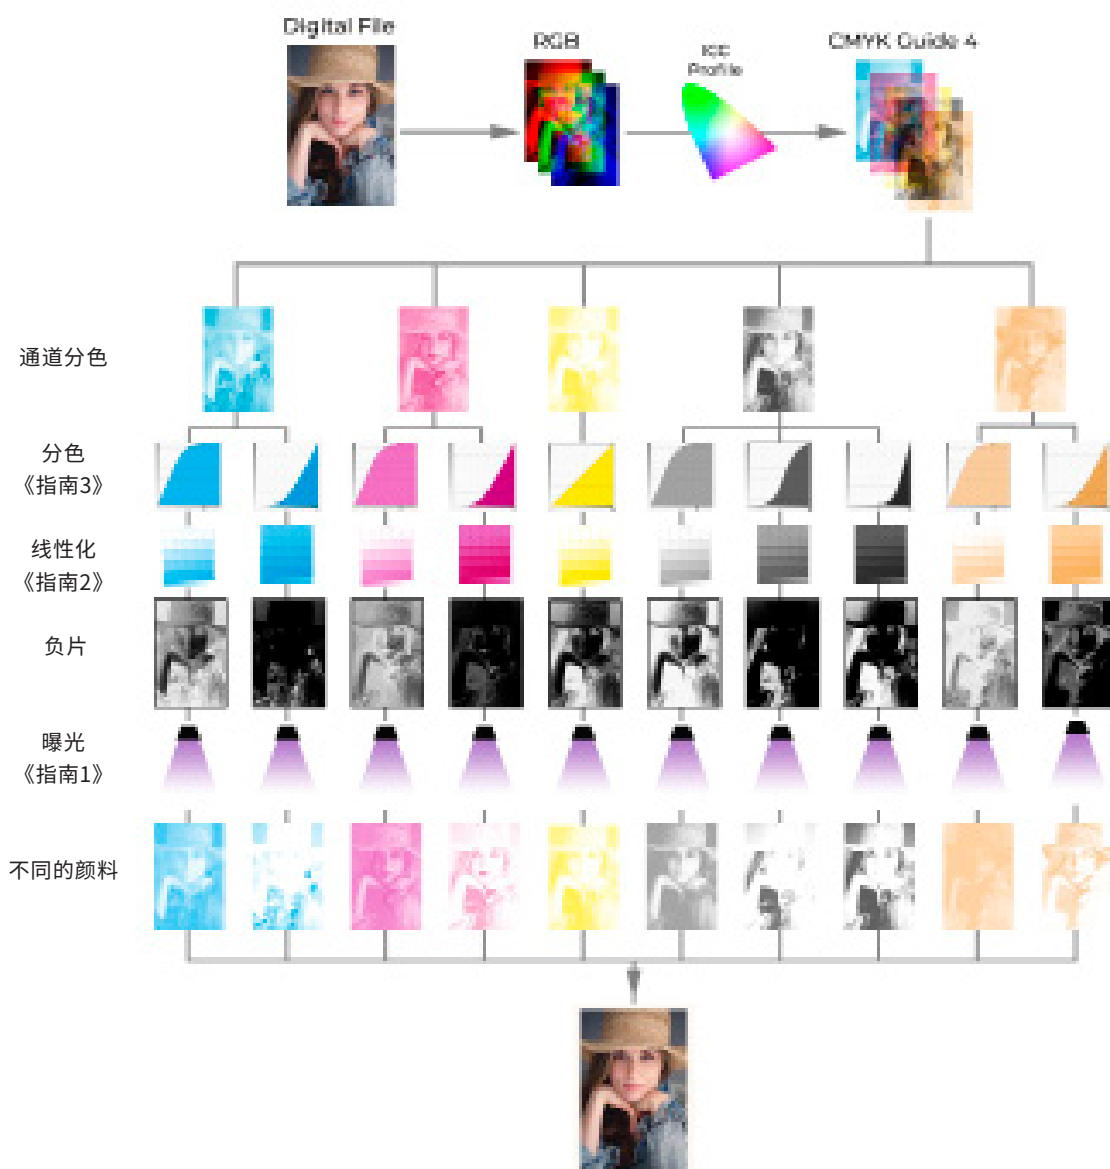 Digital File
RGB
ICC
Profile
CMYK Guide 4
通道分色
分色
《指南3》
线性化
《指南2》
负片
曝光
《指南1》
不同的颜料